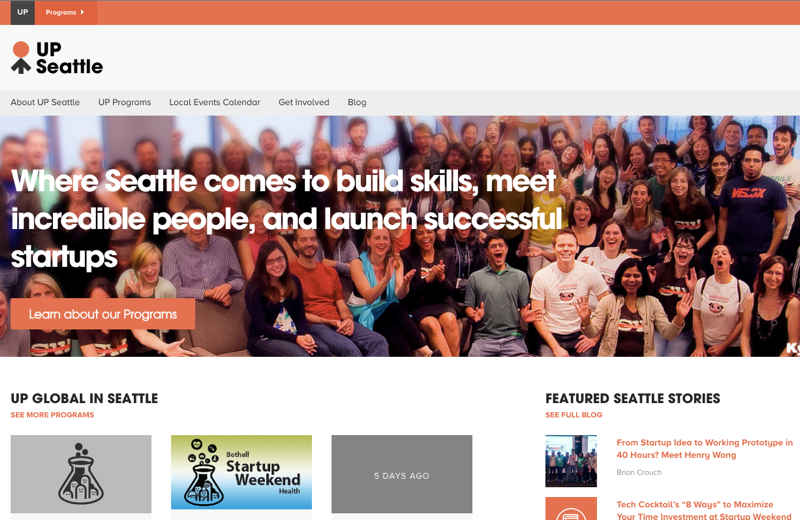 UP Programs
UP
Seattle
About UP Seattle UP Programs Local Events Calendar Get Involved Blog
Where Seattle comes to build skills, meet
incredible people, and launch successful
startups
VELOX
Learn about our Programs
UP GLOBAL IN SEATTLE
SEE MORE PROGRAMS
Bothell
Startup
Weekend
Health
5 DAYS AGO
FEATURED SEATTLE STORIES
SEE FULL BLOG
From Startup Idea to Working Prototype in
40 Hours? Meet Henry Wong
Brian Crouch
Tech Cocktail's “8 Ways” to Maximize
Your Time Investment at Startup Weekend